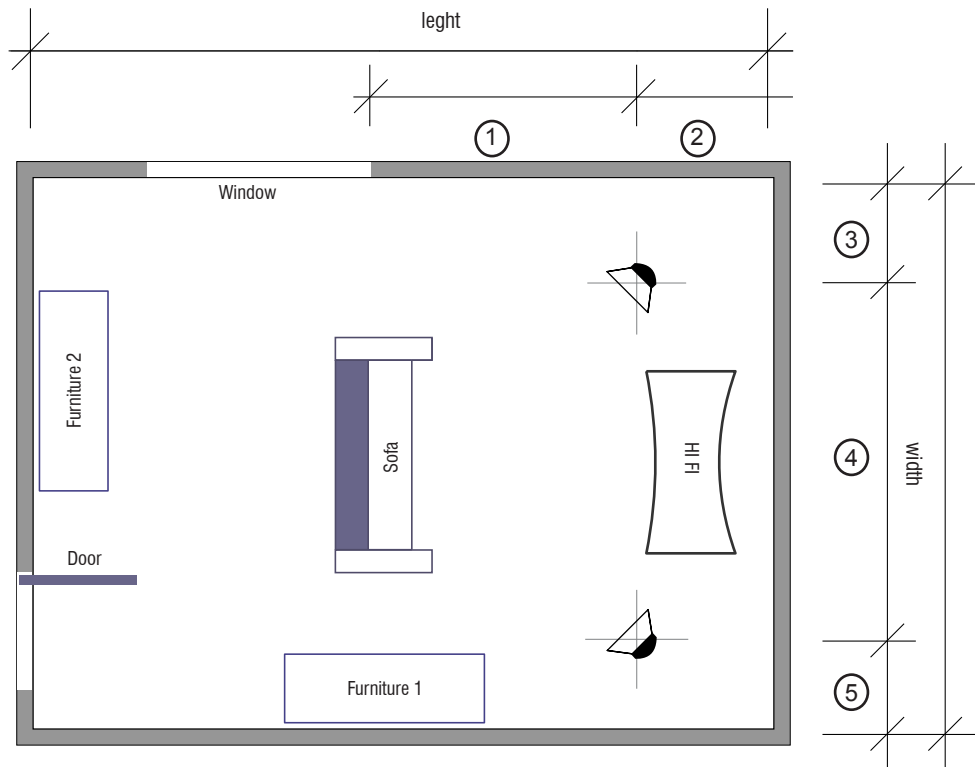 leght
1
2
Window
3
Furniture 2
Sofa
HI FI
4
width
Door
Furniture 1
5